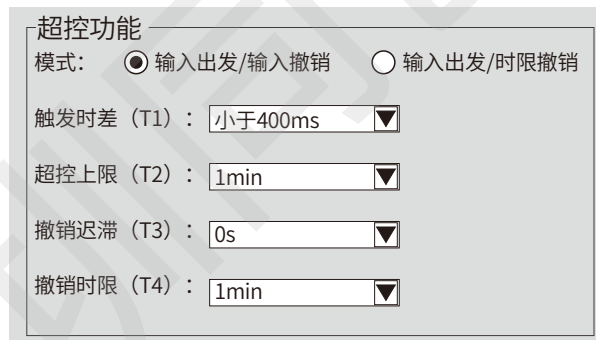 超控功能
模式： 输入出发/输入撤销 输入出发/时限撤销
触发时差（T1）： 小于400ms
超控上限（T2）： 1min
撤销迟滞（T3）： 0s
撤销时限（T4）： 1min